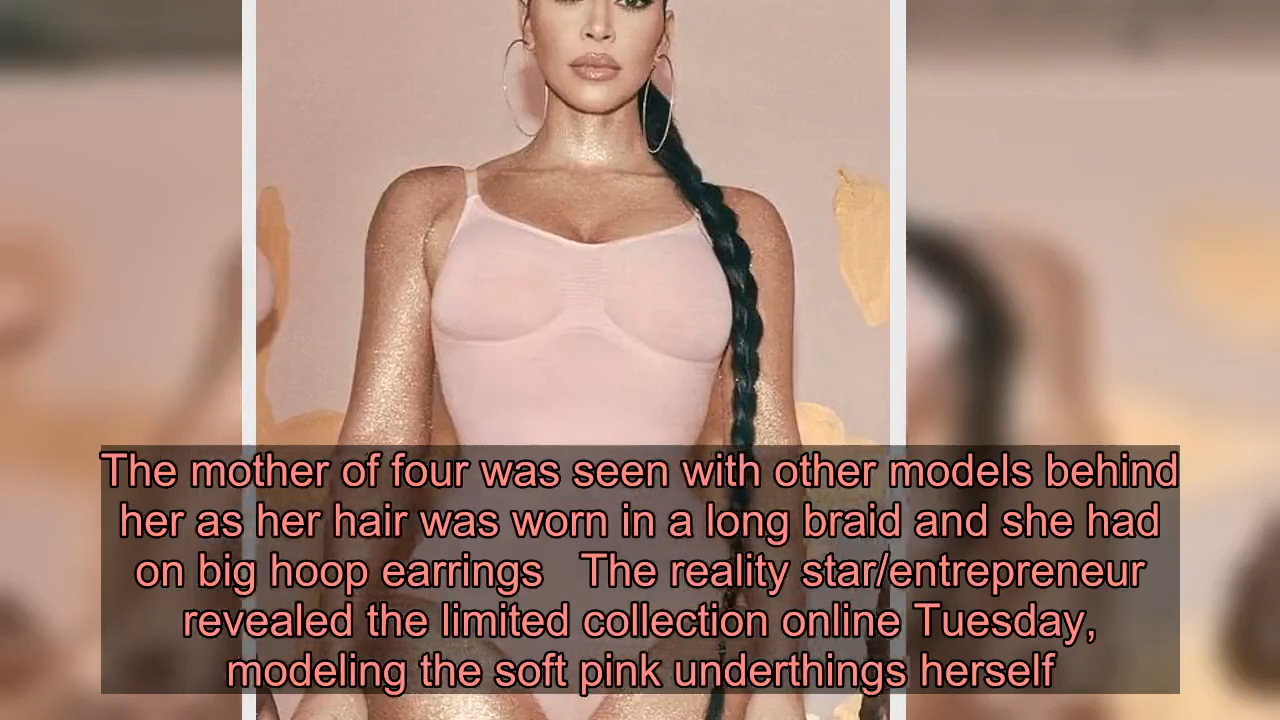 The mother of four was seen with other models behind
her as her hair was worn in a long braid and she had
on big hoop earrings   The reality star/entrepreneur
revealed the limited collection online Tuesday,
modeling the soft pink underthings herself